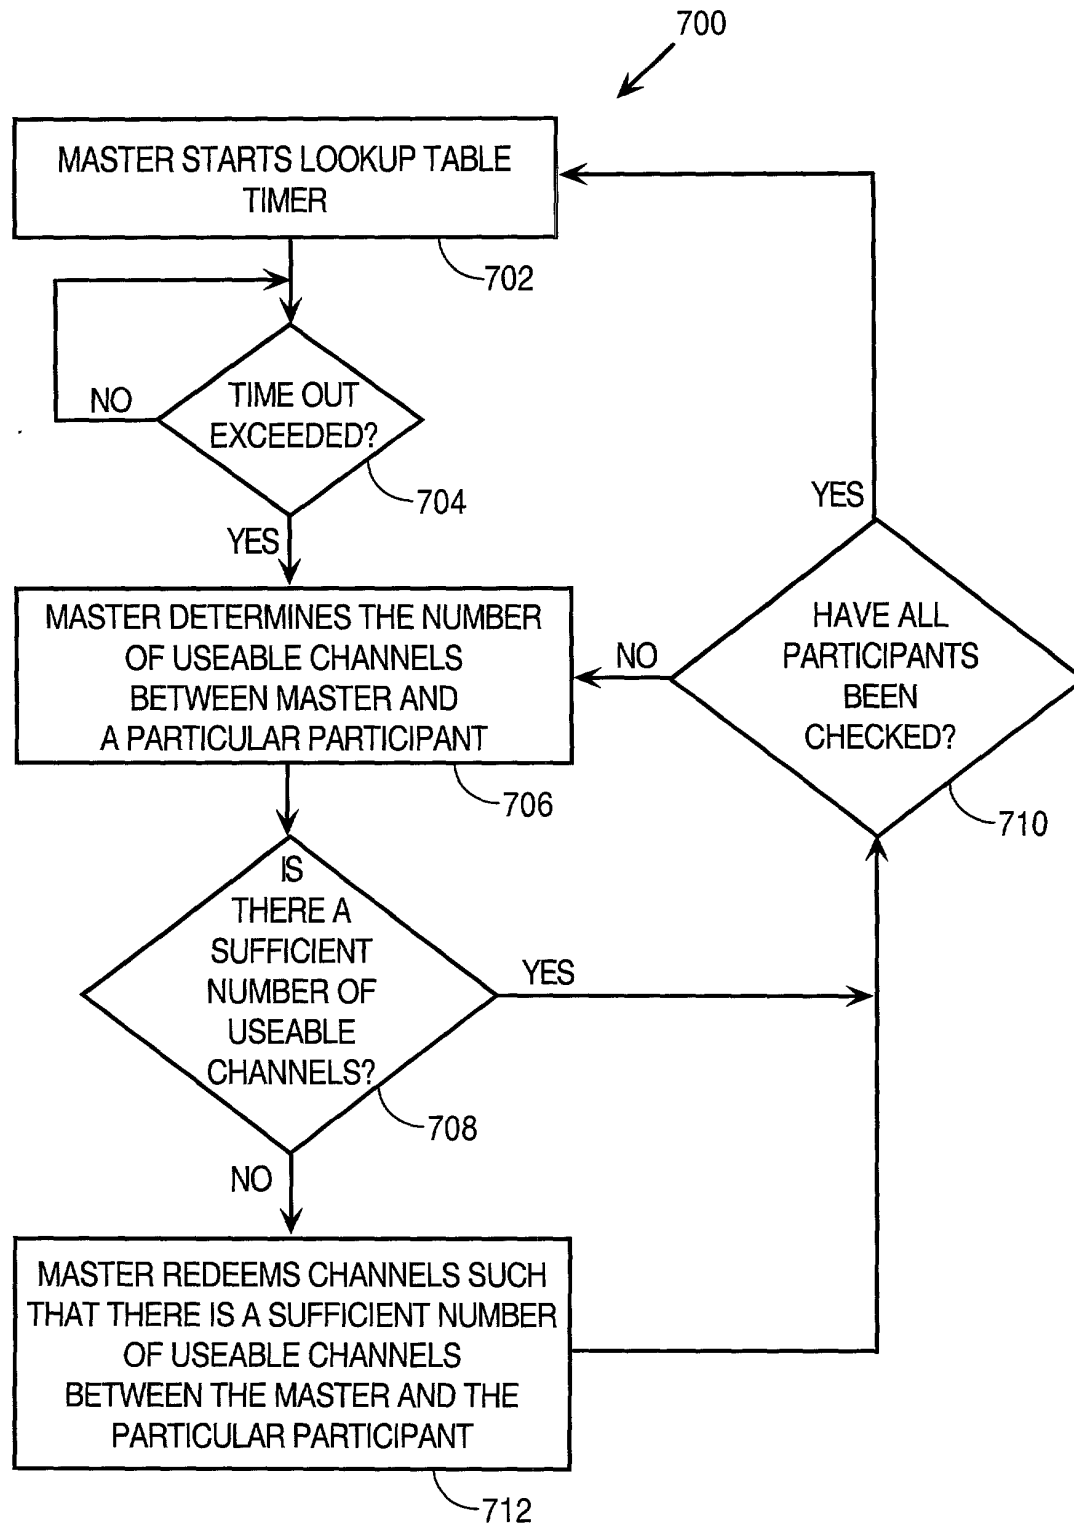 700
MASTER STARTS LOOKUP TABLE
TIMER
702
NO
TIME OUT
EXCEEDED?
704
YES
MASTER DETERMINES THE NUMBER
OF USEABLE CHANNELS
BETWEEN MASTER AND
A PARTICULAR PARTICIPANT
706
NO
YES
HAVE ALL
PARTICIPANTS
BEEN
CHECKED?
710
IS
THERE A
SUFFICIENT
NUMBER OF
USEABLE
CHANNELS?
708
YES
NO
MASTER REDEEMS CHANNELS SUCH
THAT THERE IS A SUFFICIENT NUMBER
OF USEABLE CHANNELS
BETWEEN THE MASTER AND THE
PARTICULAR PARTICIPANT
712